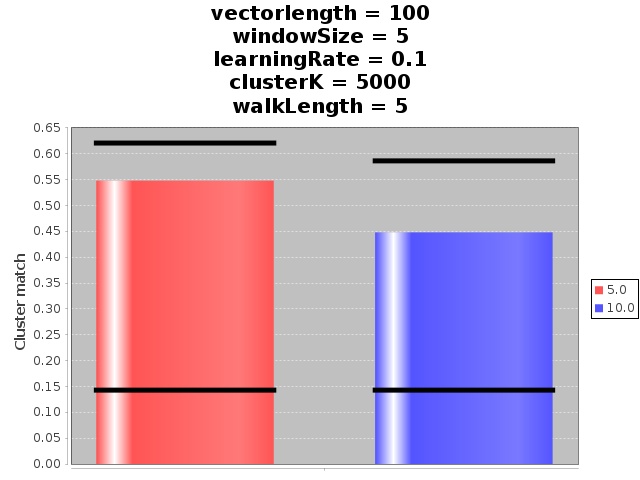 vectorlength = 100
windowSize = 5
learningRate = 0.1
clusterK = 5000
walkLength = 5
0.65
0.60
0.55
0.50
0.45
0.40
0.35
0.30
0.25
0.20
0.15
0.10
0.05
0.00
Cluster match
5.0
10.0